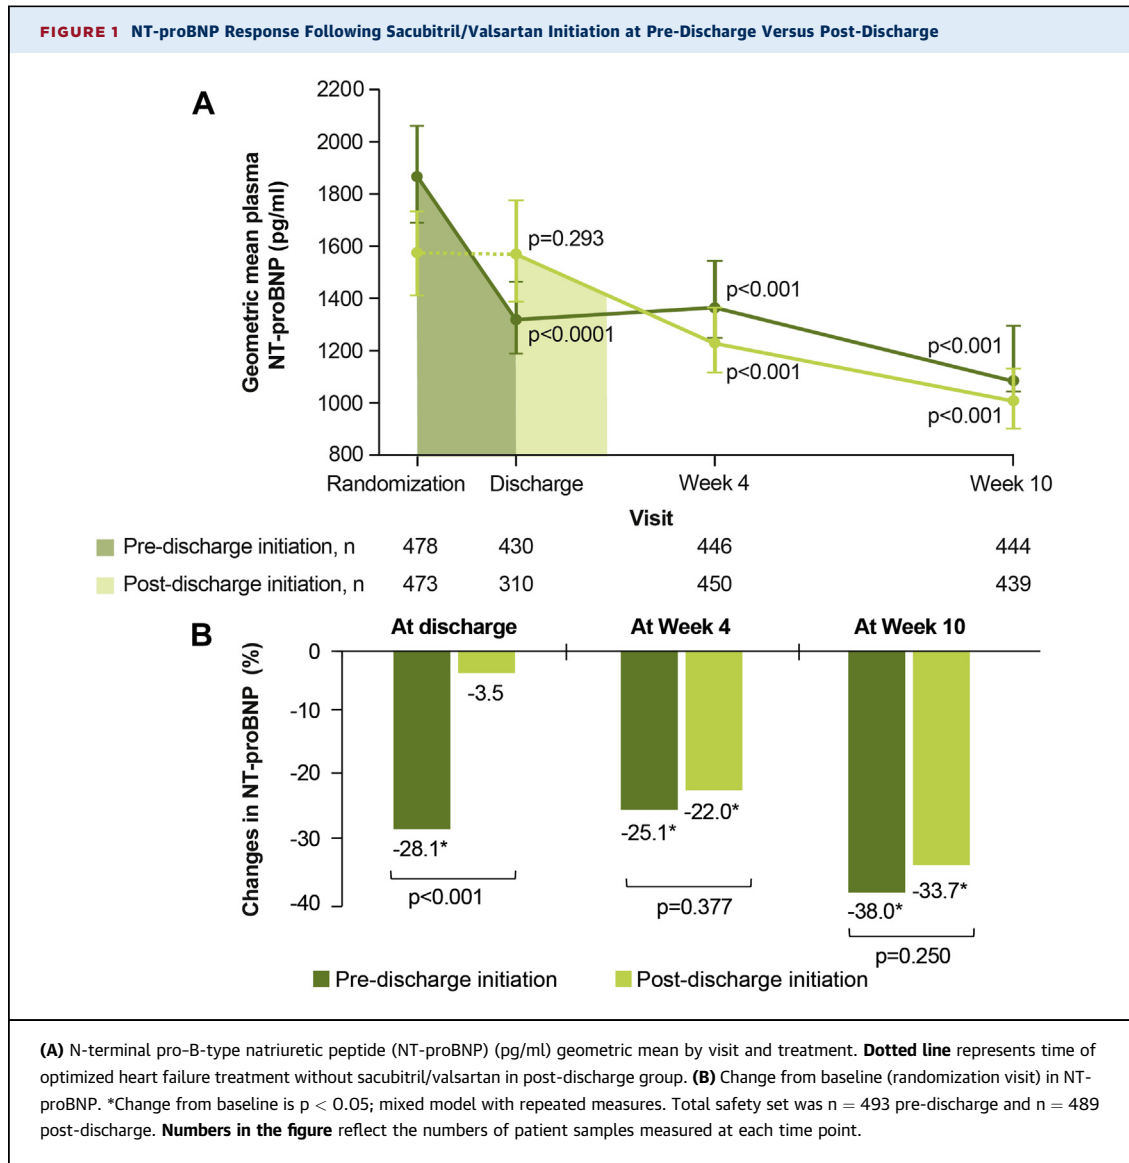 FIGURE 1 NT-proBNP Response Following Sacubitril/Valsartan Initiation at Pre-Discharge Versus Post-Discharge
A
Geometric mean plasma
NT-proBNP (pg/ml)
2200
2000
1800
1600
1400
1200
1000
800
p=0.293
p<0.0001
p<0.001
p<0.001
p<0.001
p<0.001
Randomization Discharge Week 4 Week 10
Visit
Pre-discharge initiation, n 478 430 446 444
Post-discharge initiation, n 473 310 450 439
B
At discharge At Week 4 At Week 10
Changes in NT-proBNP (%)
0
-10
-20
-30
-40
-28.1* -3.5
p<0.001
-25.1* -22.0*
p=0.377
-38.0* -33.7*
p=0.250
Pre-discharge initiation Post-discharge initiation
(A) N-terminal pro–B-type natriuretic peptide (NT-proBNP) (pg/ml) geometric mean by visit and treatment. Dotted line represents time of
optimized heart failure treatment without sacubitril/valsartan in post-discharge group. (B) Change from baseline (randomization visit) in NT-
proBNP. *Change from baseline is p < 0.05; mixed model with repeated measures. Total safety set was n = 493 pre-discharge and n = 489
post-discharge. Numbers in the figure reflect the numbers of patient samples measured at each time point.